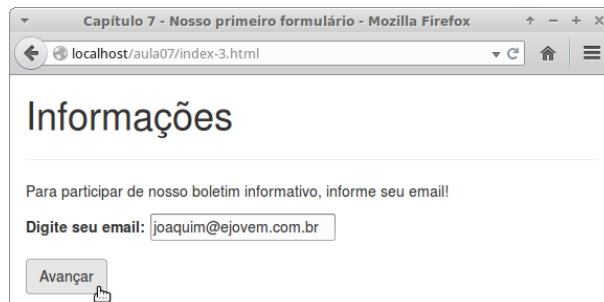 Capítulo 7 - Nosso primeiro formulário - Mozilla Firefox
localhost/aula07/index-3.html
Informações
Para participar de nosso boletim informativo, informe seu email!
Digite seu email: joaquim@ejovem.com.br
Avançar